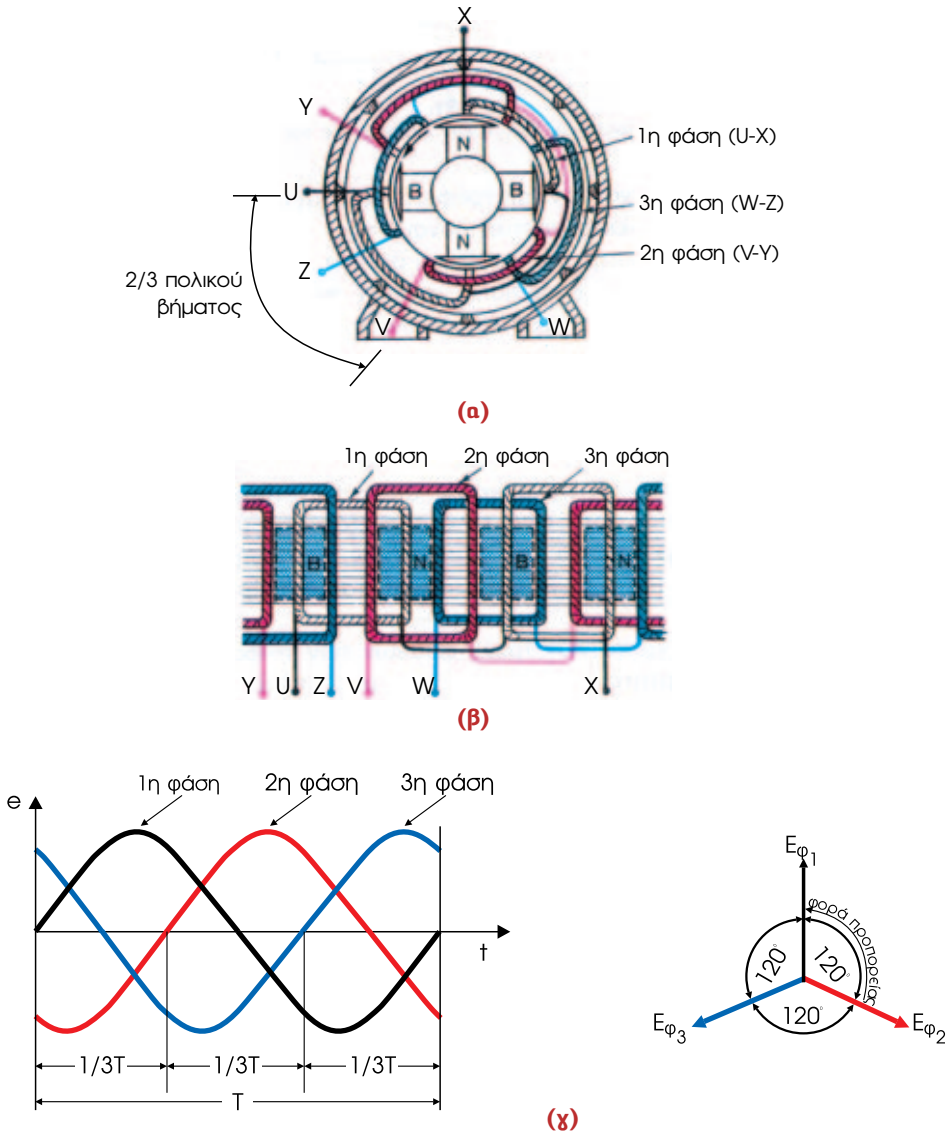 X
Y
N
1η φάση (U-X)
U
B
B
3η φάση (W-Z)
N
2η φάση (V-Y)
Z
2/3 πολικού
βήματος
V
W
(α)
1η φάση
2η φάση
3η φάση
B
N
B
N
Y
U
Z
V
W
X
(β)
1η φάση
2η φάση
3η φάση
e
t
1/3T
1/3T
1/3T
T
Eφ1
φορά προπορείας
120°
120°
120°
Eφ3
Eφ2
(γ)